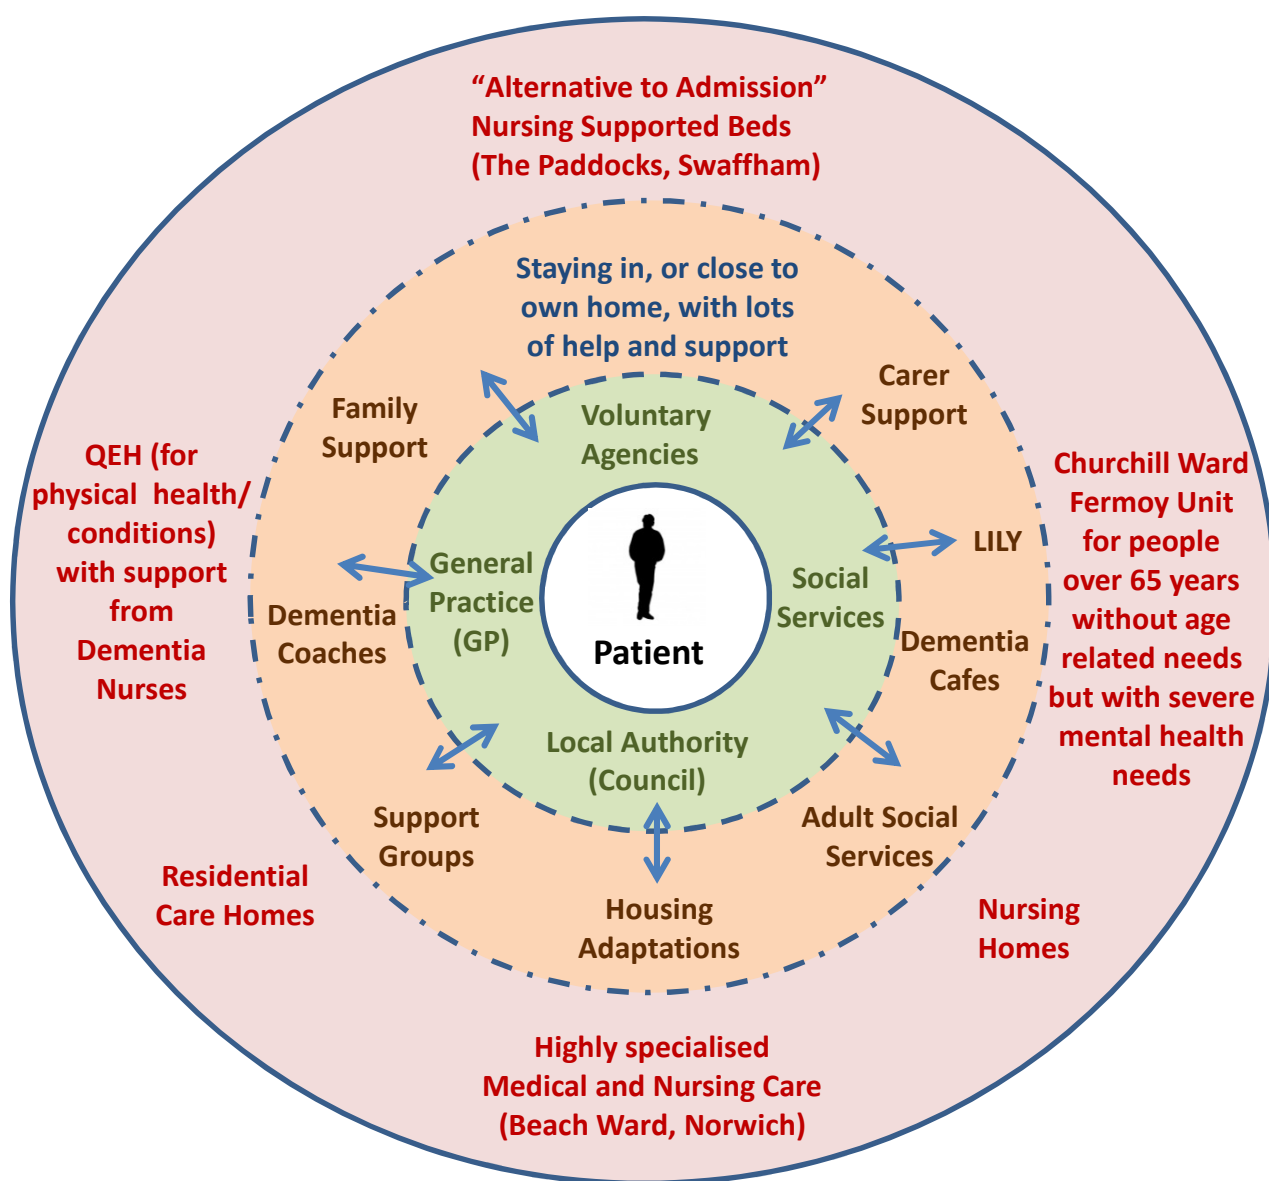 “Alternative to Admission”
Nursing Supported Beds
(The Paddocks, Swaffham)
Staying in, or close to
own home, with lots
of help and support
Family
Support
Voluntary
Agencies
Carer
Support
QEH (for
physical health/
conditions)
with support
from
Dementia
Nurses
Churchill Ward
Fermoy Unit
for people
over 65 years
without age
related needs
but with severe
mental health
needs
General
Practice
(GP)
Dementia
Coaches
Patient
Social
Services
LILY
Dementia
Cafes
Local Authority
(Council)
Support
Groups
Adult Social
Services
Housing
Adaptations
Residential
Care Homes
Nursing
Homes
Highly specialised
Medical and Nursing Care
(Beach Ward, Norwich)